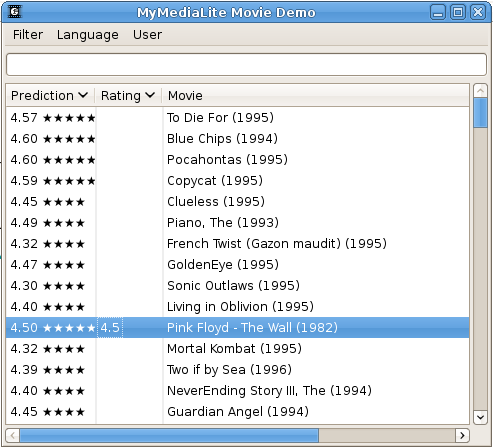 MyMediaLite Movie Demo
Filter Language User
Prediction Rating Movie
4.57 ★★★★★ To Die For (1995)
4.60 ★★★★★ Blue Chips (1994)
4.60 ★★★★★ Pocahontas (1995)
4.59 ★★★★★ Copycat (1995)
4.45 ★★★★ Clueless (1995)
4.49 ★★★★ Piano, The (1993)
4.32 ★★★★ French Twist (Gazon maudit) (1995)
4.47 ★★★★ GoldenEye (1995)
4.30 ★★★★ Sonic Outlaws (1995)
4.40 ★★★★ Living in Oblivion (1995)
4.50 ★★★★★ 4.5 Pink Floyd - The Wall (1982)
4.32 ★★★★ Mortal Kombat (1995)
4.39 ★★★★ Two if by Sea (1996)
4.40 ★★★★ NeverEnding Story III, The (1994)
4.45 ★★★★ Guardian Angel (1994)